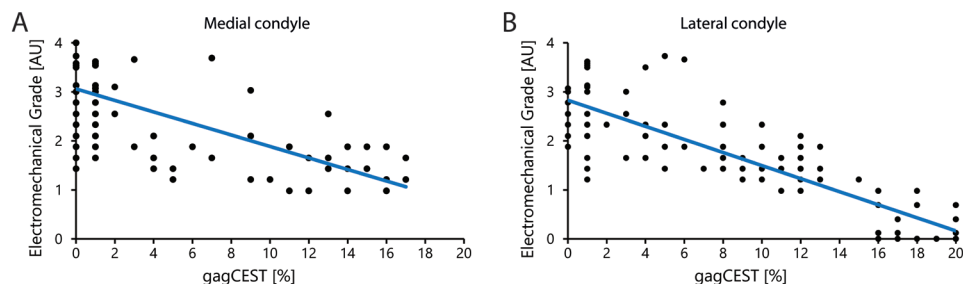 A
Medial condyle
Electromechanical Grade [AU]
4
3
2
1
0
0 2 4 6 8 10 12 14 16 18 20
gagCEST [%]
B
Lateral condyle
Electromechanical Grade [AU]
4
3
2
1
0
0 2 4 6 8 10 12 14 16 18 20
gagCEST [%]